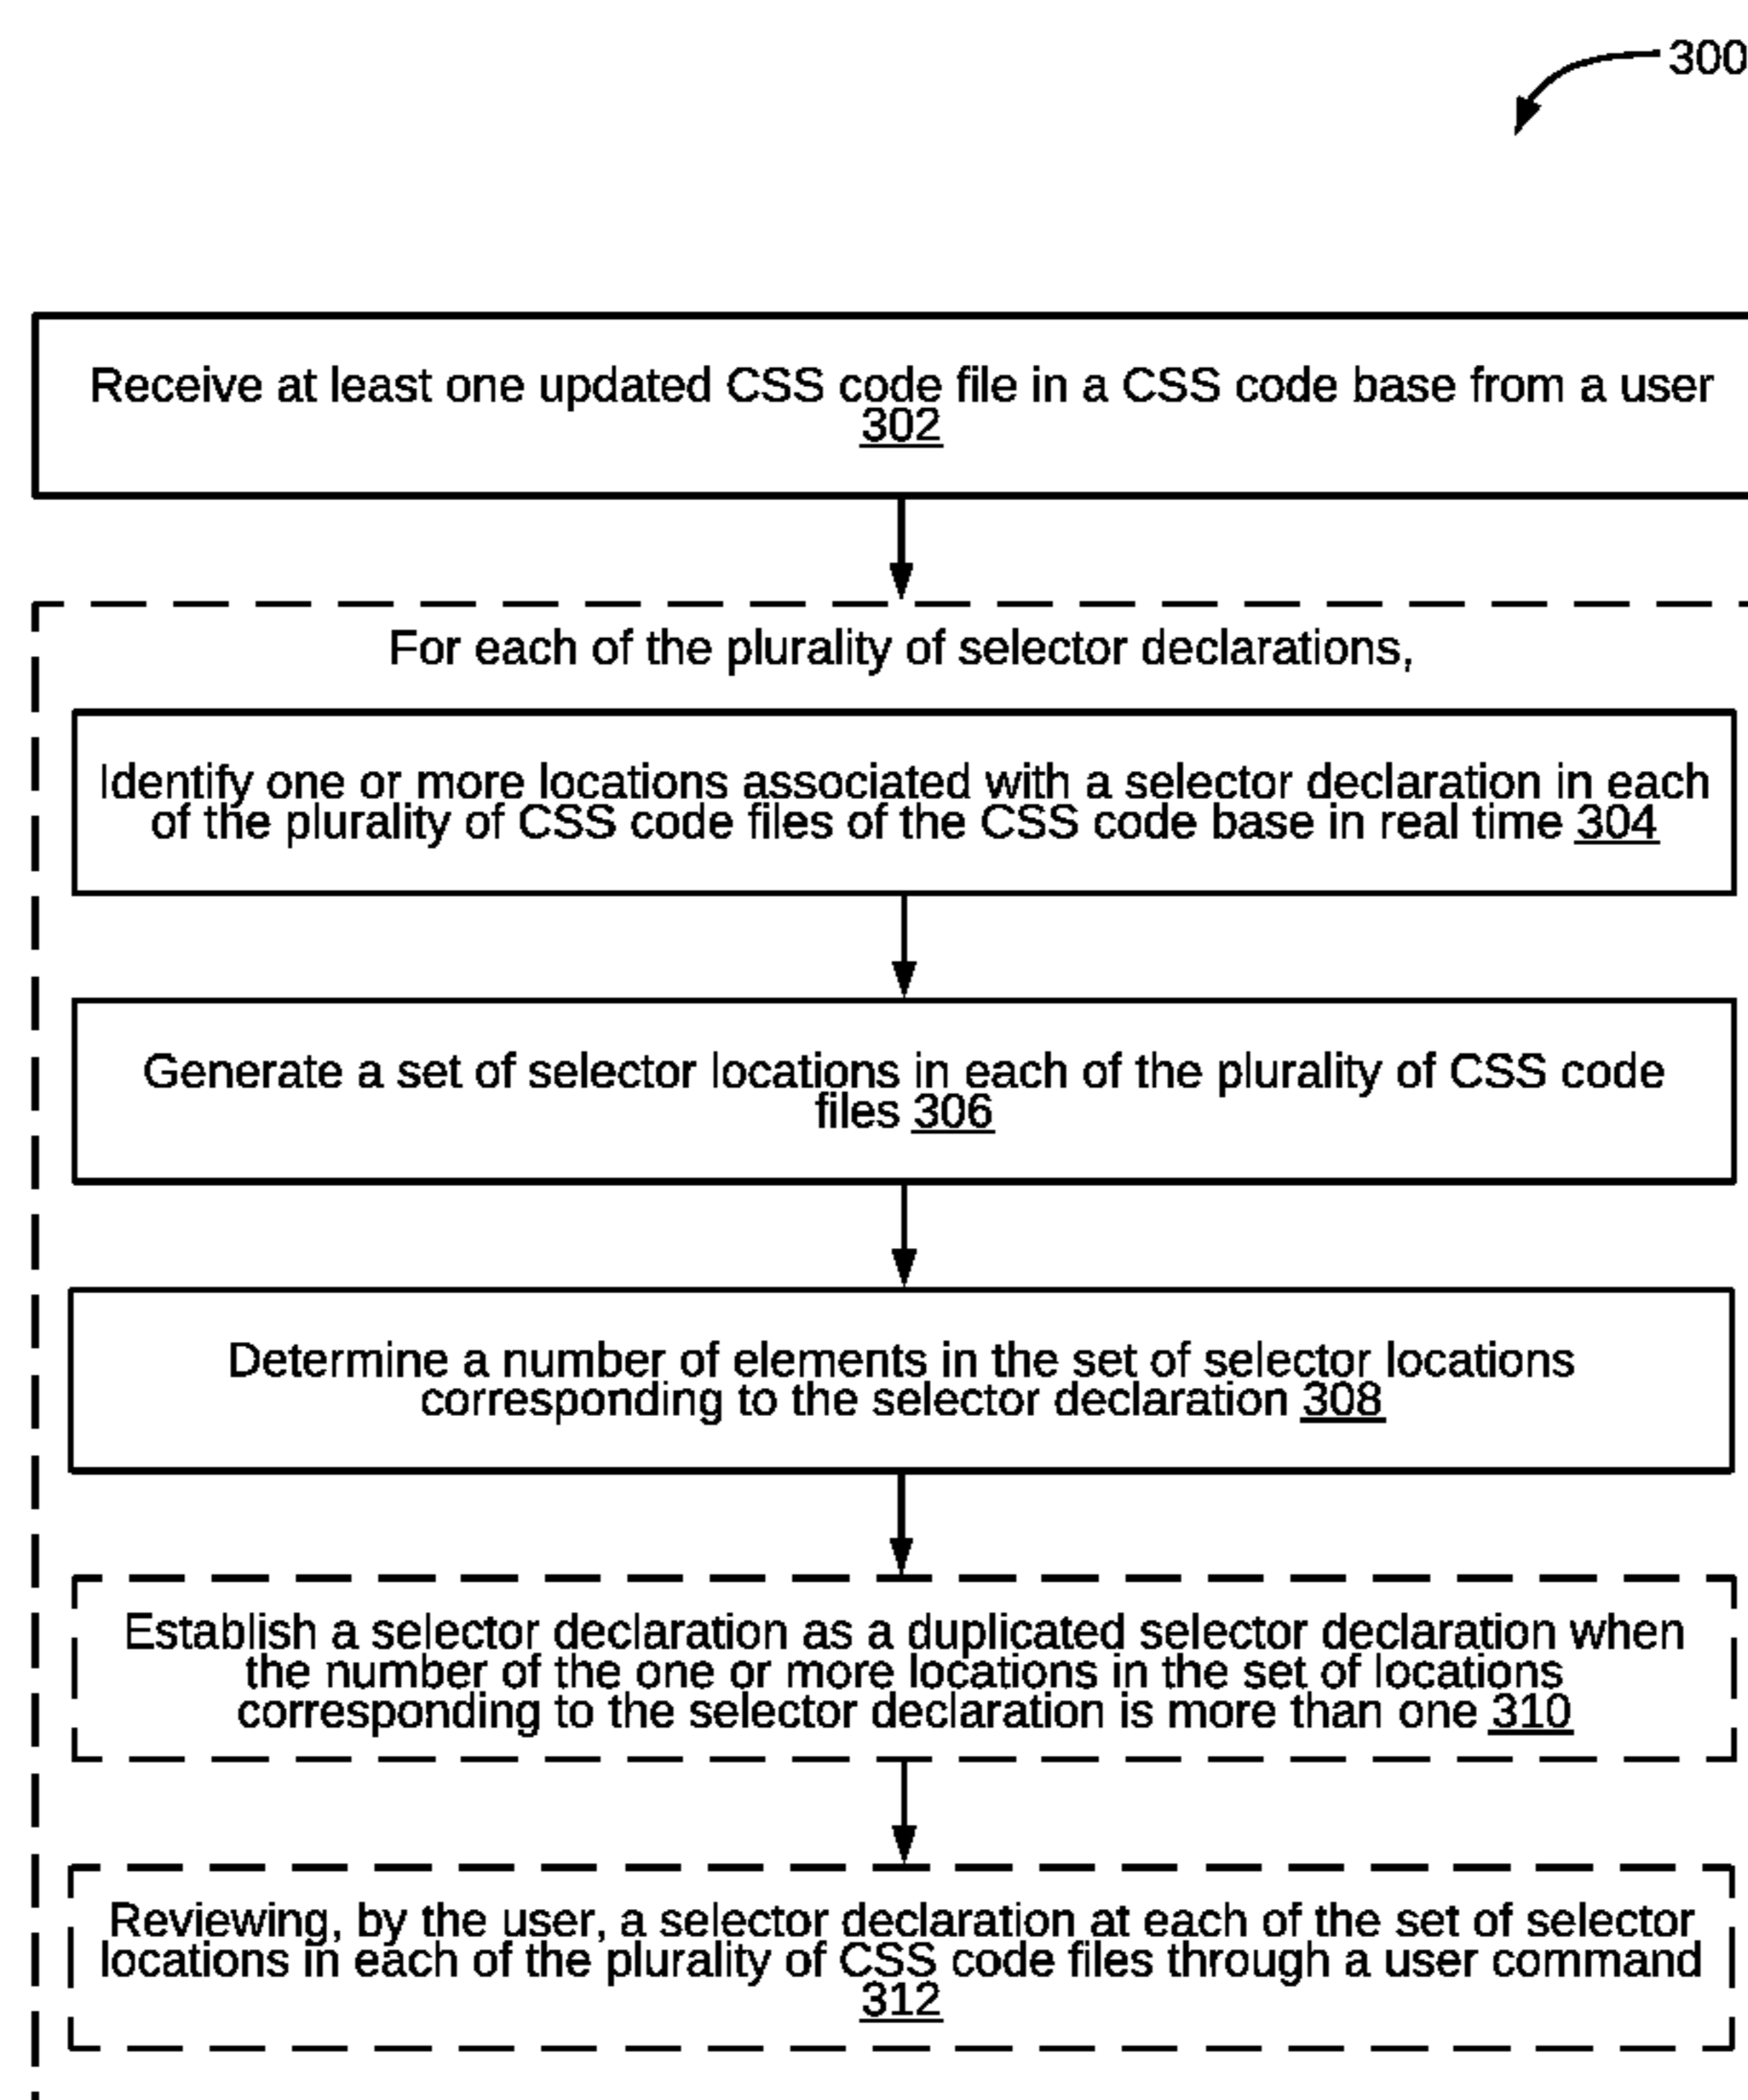 300
Receive at least one updated CSS code file in a CSS code base from a user
302
For each of the plurality of selector declarations,
Identify one or more locations associated with a selector declaration in each
of the plurality of CSS code files of the CSS code base in real time 304
Generate a set of selector locations in each of the plurality of CSS code
files 306
Determine a number of elements in the set of selector locations
corresponding to the selector declaration 308
Establish a selector declaration as a duplicated selector declaration when
the number of the one or more locations in the set of locations
corresponding to the selector declaration is more than one 310
Reviewing, by the user, a selector declaration at each of the set of selector
locations in each of the plurality of CSS code files through a user command
312